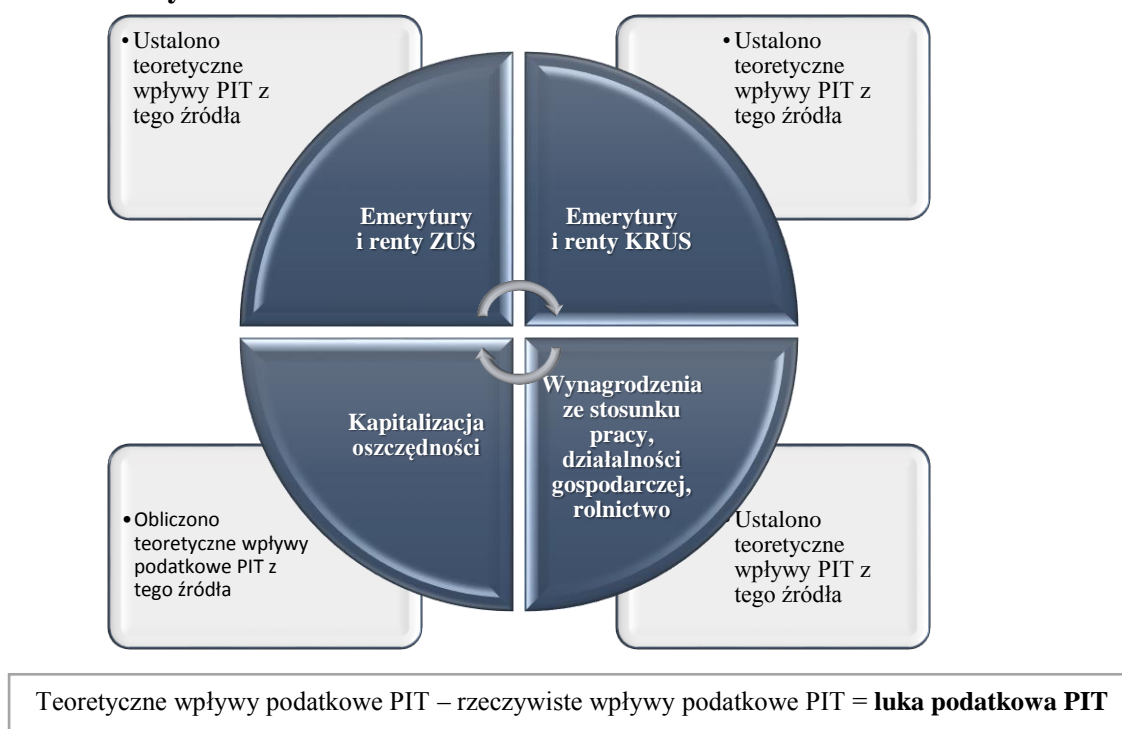 •Ustalono
teoretyczne
wpływy PIT z
tego źródła
•Ustalono
teoretyczne
wpływy PIT z
tego źródła
Emerytury
i renty ZUS
Emerytury
i renty KRUS
Kapitalizacja
oszczędności
Wynagrodzenia
ze stosunku
pracy,
działalności
gospodarczej,
rolnictwo
•Obliczono
teoretyczne wpływy
podatkowe PIT z
tego źródła
Ustalono
teoretyczne
wpływy PIT z
tego źródła
Teoretyczne wpływy podatkowe PIT – rzeczywiste wpływy podatkowe PIT = luka podatkowa PIT